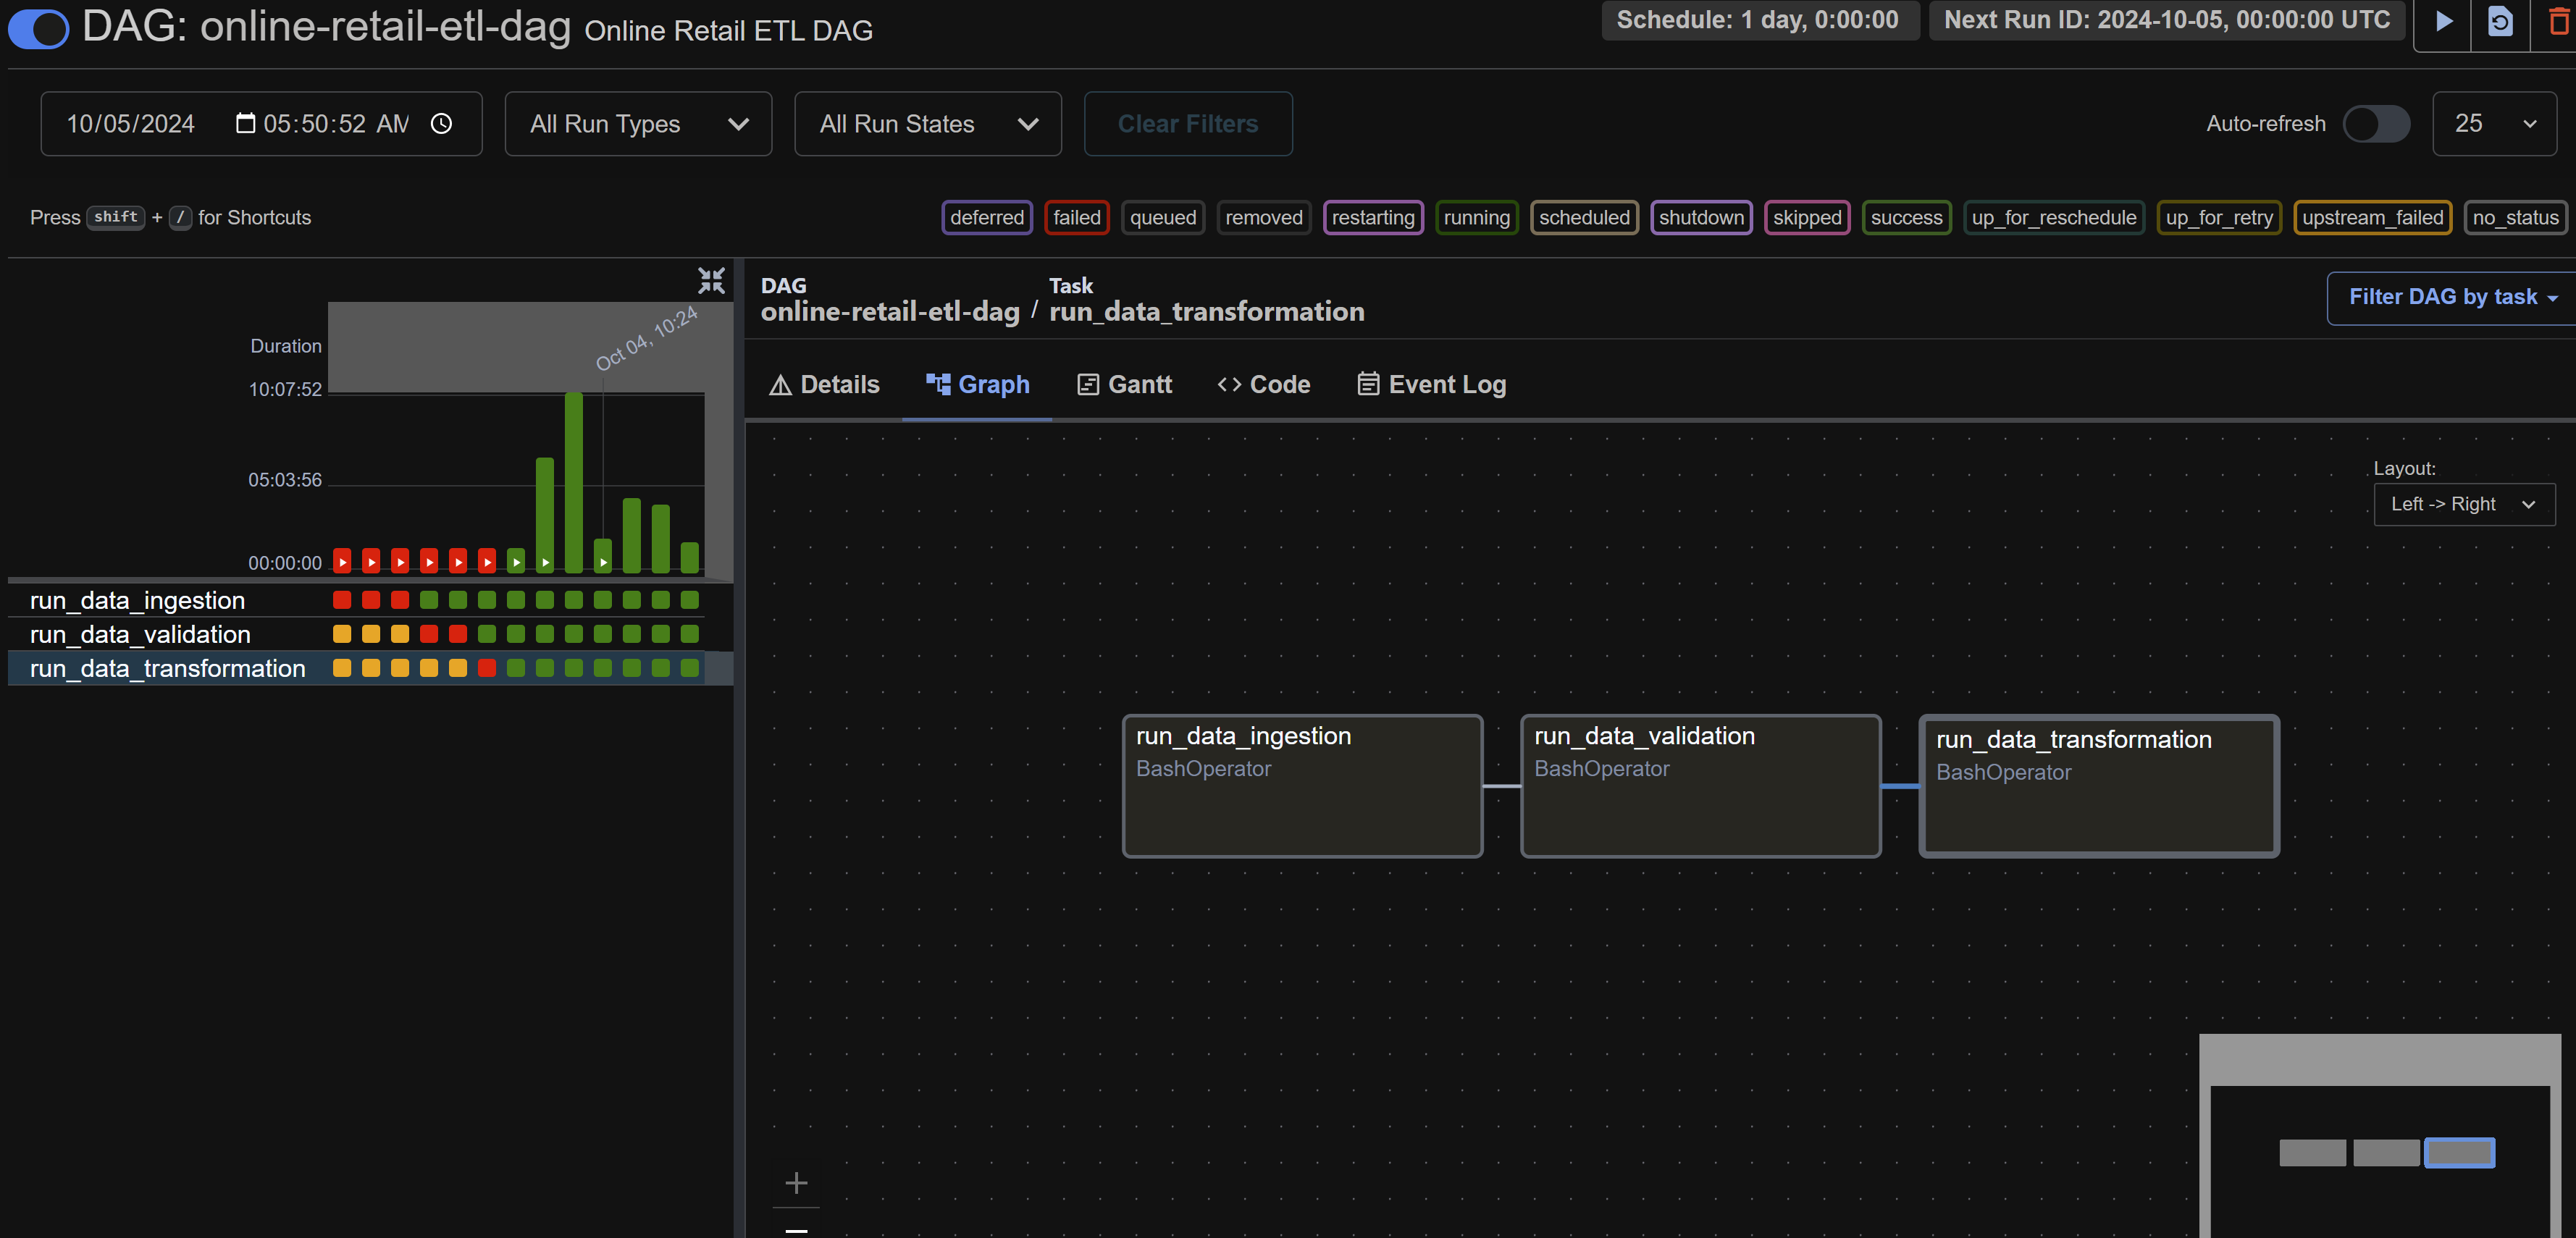 DAG: online-retail-etl-dag Online Retail ETL DAG
Schedule: 1 day, 0:00:00
Next Run ID: 2024-10-05, 00:00:00 UTC
10/05/2024 05:50:52 AM
All Run Types
All Run States
Clear Filters
Auto-refresh
25
Press shift + / for Shortcuts
deferred
failed
queued
removed
restarting
running
scheduled
shutdown
skipped
success
up_for_reschedule
up_for_retry
upstream_failed
no_status
Duration
Oct 04, 10:24
10:07:52
05:03:56
00:00:00
run_data_ingestion
run_data_validation
run_data_transformation
DAG
online-retail-etl-dag
/
Task
run_data_transformation
Filter DAG by task
Details
Graph
Gantt
Code
Event Log
Layout:
Left -> Right
run_data_ingestion
BashOperator
run_data_validation
BashOperator
run_data_transformation
BashOperator